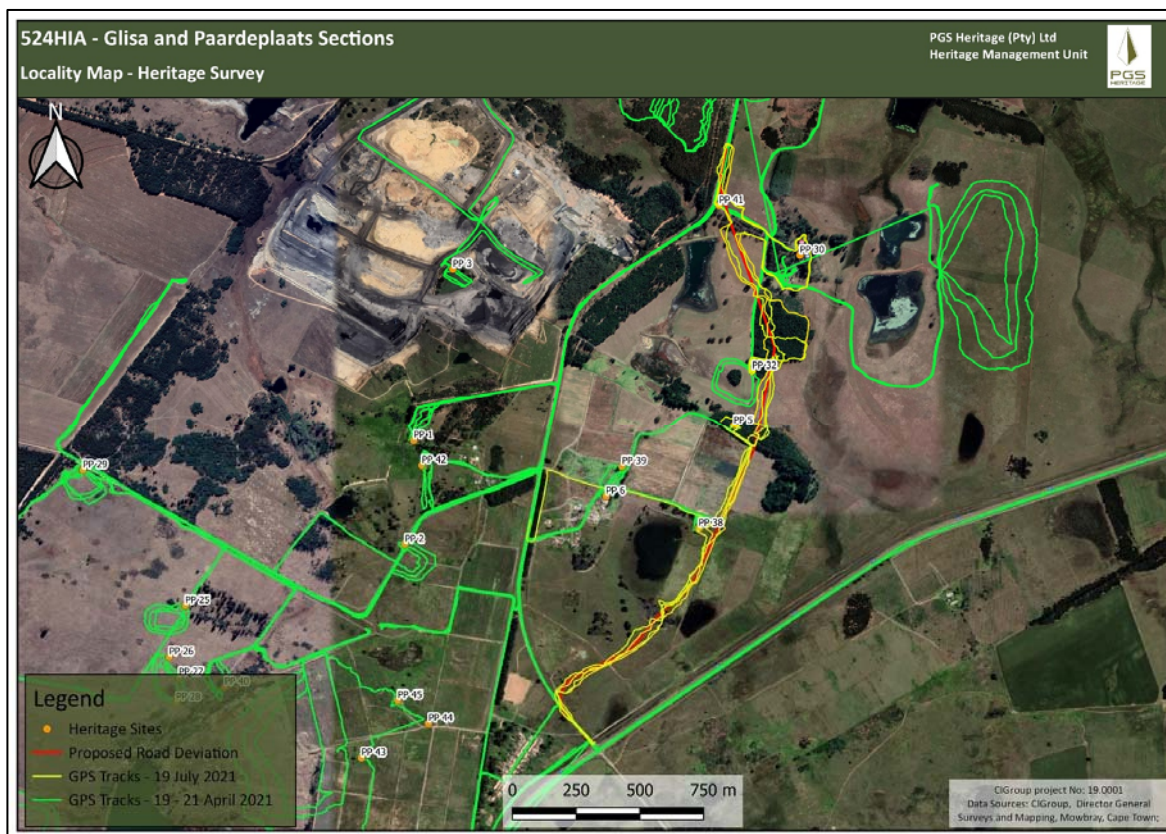 524HIA - Glisa and Paardeplaats Sections
Locality Map - Heritage Survey
PGS Heritage (Pty) Ltd
Heritage Management Unit
PGS
HERITAGE
N
PP 41
PP 30
PP 3
PP 32
PP 5
PP 1
PP 42
PP 39
PP 29
PP 6
PP 38
PP 2
PP 25
PP 26
PP 27
PP 45
PP 44
PP 43
Legend
Heritage Sites
Proposed Road Deviation
GPS Tracks - 19 July 2021
GPS Tracks - 19 - 21 April 2021
0 250 500 750 m
CIGroup project No: 19.0001
Data Sources: CIGroup, Director General
Surveys and Mapping, Mowbray, Cape Town;